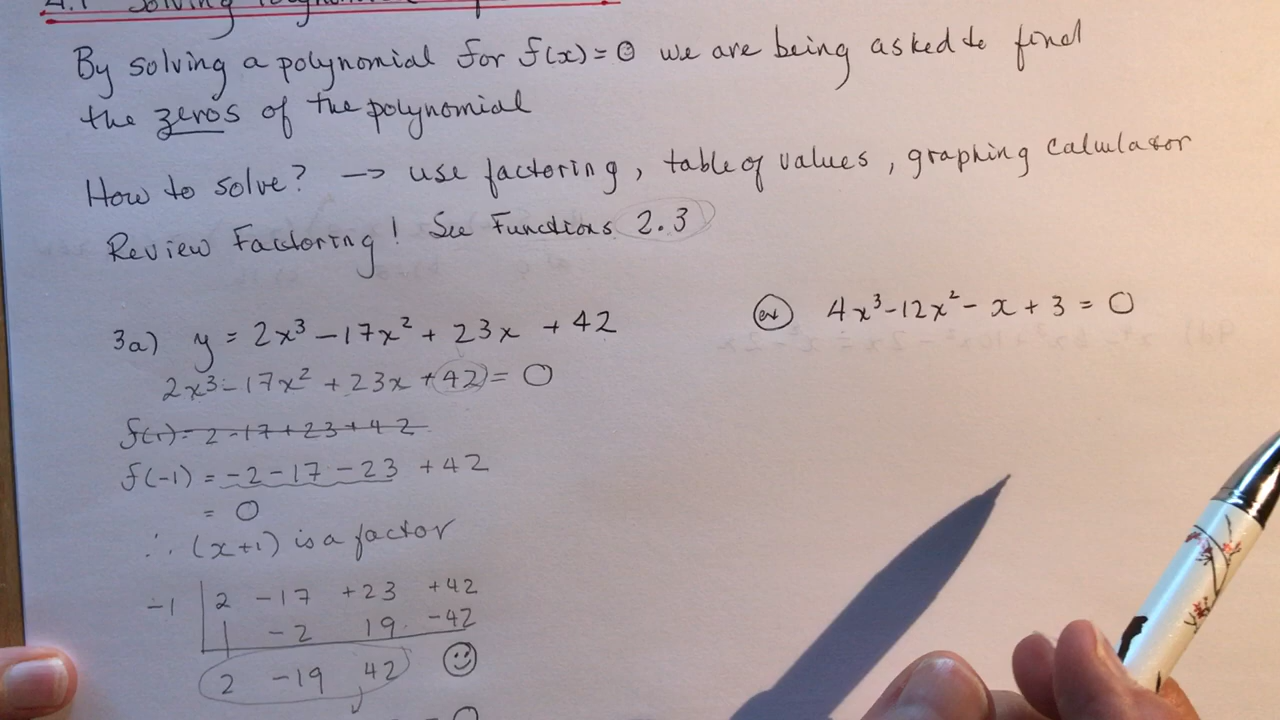 4.1 Solving
By solving a polynomial for f(x) = 0 we are being asked to find
the zeros of the polynomial
How to solve? → use factoring, table of values, graphing calculator
Review Factoring! See Functions 2.3
3a) y = 2x³ - 17x² + 23x + 42
2x³ - 17x² + 23x + 42 = 0
f(1) = 2 - 17 + 23 + 42
f(-1) = -2 - 17 - 23 + 42
= 0
∴ (x+1) is a factor
-1 | 2 -17 +23 +42
↓ -2 19 -42
2 -19 42 ☺
ex 4x³ - 12x² - x + 3 = 0